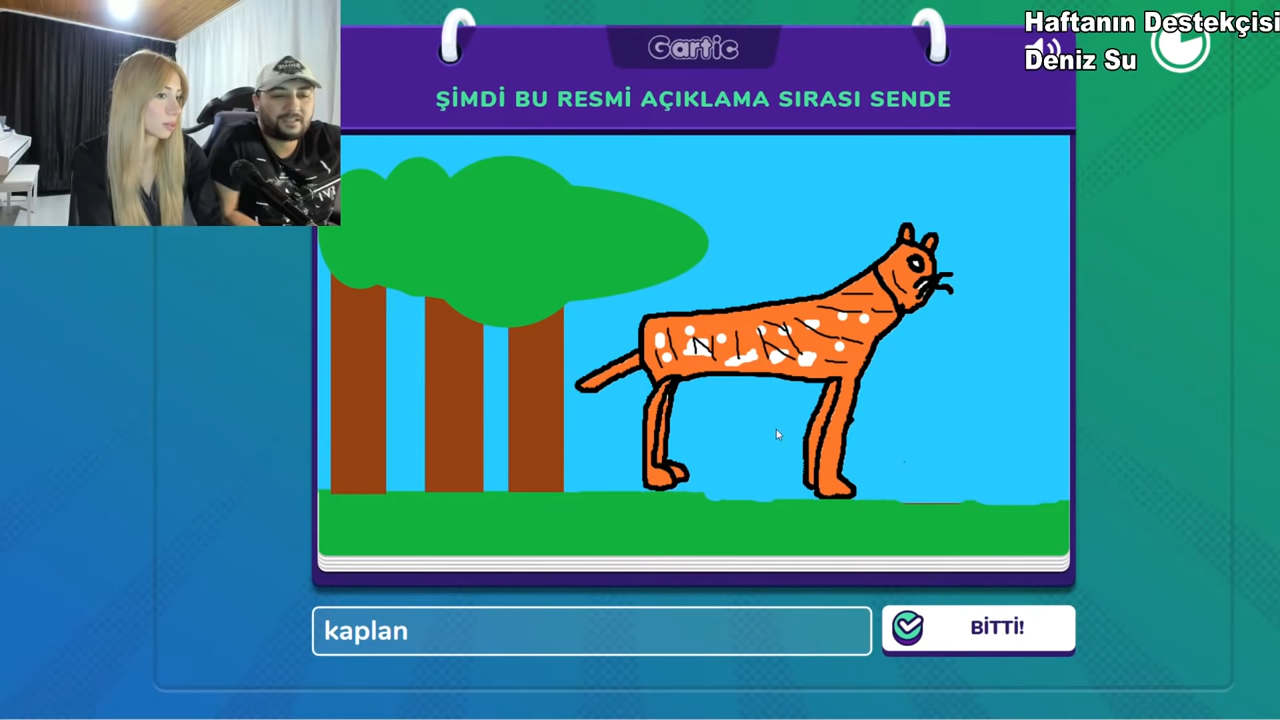 Haftanın Destekçisi
Deniz Su
Gartic
ŞİMDİ BU RESMİ AÇIKLAMA SIRASI SENDE
kaplan
BİTTİ!